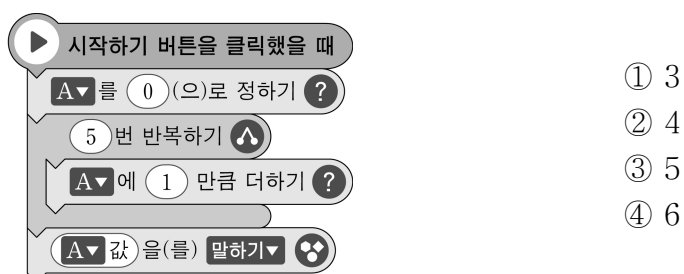 시작하기 버튼을 클릭했을 때
A▼를 0 (으)로 정하기 ?
5 번 반복하기
A▼에 1 만큼 더하기 ?
A▼ 값 을(를) 말하기▼
① 3
② 4
③ 5
④ 6